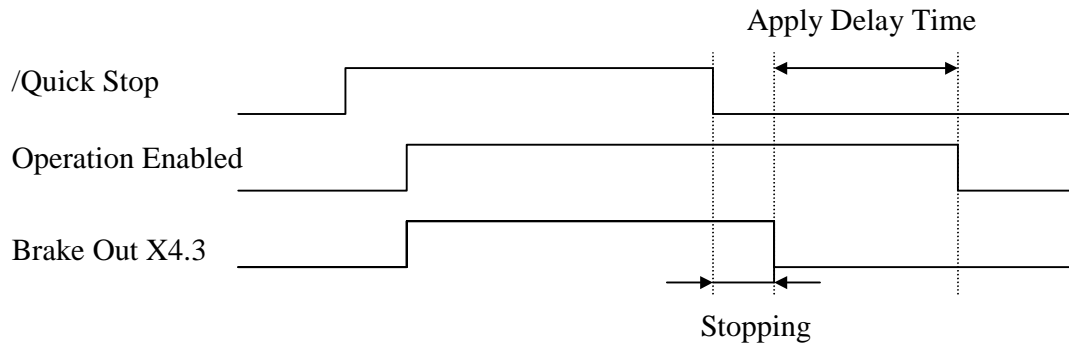 Apply Delay Time
/Quick Stop
Operation Enabled
Brake Out X4.3
Stopping